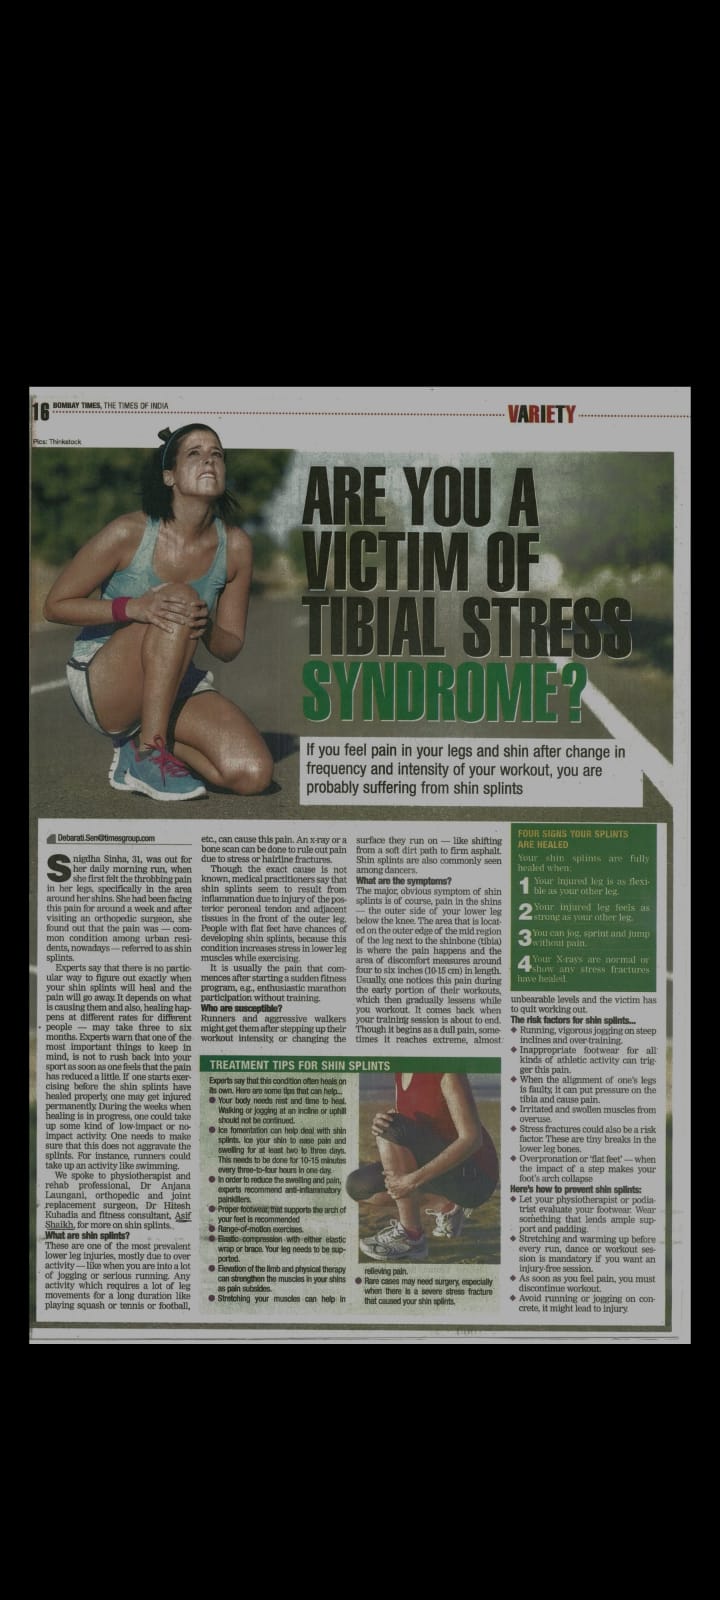 16 BOMBAY TIMES, THE TIMES OF INDIA
VARIETY
Pics: Thinkstock
ARE YOU A
VICTIM OF
TIBIAL STRESS
SYNDROME?
If you feel pain in your legs and shin after change in
frequency and intensity of your workout, you are
probably suffering from shin splints
Debarati.Sen@timesgroup.com
Snigdha Sinha, 31, was out for
her daily morning run, when
she first felt the throbbing pain
in her legs, specifically in the area
around her shins. She had been facing
this pain for around a week and after
visiting an orthopedic surgeon, she
found out that the pain was — com-
mon condition among urban resi-
dents, nowadays — referred to as shin
splints.
Experts say that there is no partic-
ular way to figure out exactly when
your shin splints will heal and the
pain will go away. It depends on what
is causing them and also, healing hap-
pens at different rates for different
people — may take three to six
months. Experts warn that one of the
most important things to keep in
mind, is not to rush back into your
sport as soon as one feels that the pain
has reduced a little. If one starts exer-
cising before the shin splints have
healed properly, one may get injured
permanently. During the weeks when
healing is in progress, one could take
up some kind of low-impact or no-
impact activity. One needs to make
sure that this does not aggravate the
splints. For instance, runners could
take up an activity like swimming.
We spoke to physiotherapist and
rehab professional, Dr Anjana
Laungani, orthopedic and joint
replacement surgeon, Dr Hitesh
Kubadia and fitness consultant, Asif
Shaikh, for more on shin splints.
What are shin splints?
These are one of the most prevalent
lower leg injuries, mostly due to over
activity — like when you are into a lot
of jogging or serious running. Any
activity which requires a lot of leg
movements for a long duration like
playing squash or tennis or football,
etc., can cause this pain. An x-ray or a
bone scan can be done to rule out pain
due to stress or hairline fractures.
Though the exact cause is not
known, medical practitioners say that
shin splints seem to result from
inflammation due to injury of the pos-
terior peroneal tendon and adjacent
tissues in the front of the outer leg.
People with flat feet have chances of
developing shin splints, because this
condition increases stress in lower leg
muscles while exercising.
It is usually the pain that com-
mences after starting a sudden fitness
program, e.g., enthusiastic marathon
participation without training.
Who are susceptible?
Runners and aggressive walkers
might get them after stepping up their
workout intensity, or changing the
surface they run on — like shifting
from a soft dirt path to firm asphalt.
Shin splints are also commonly seen
among dancers.
What are the symptoms?
The major, obvious symptom of shin
splints is of course, pain in the shins
— the outer side of your lower leg
below the knee. The area that is locat-
ed on the outer edge of the mid region
of the leg next to the shinbone (tibia)
is where the pain happens and the
area of discomfort measures around
four to six inches (10-15 cm) in length.
Usually, one notices this pain during
the early portion of their workouts,
which then gradually lessens while
you workout. It comes back when
your training session is about to end.
Though it begins as a dull pain, some-
times it reaches extreme, almost
FOUR SIGNS YOUR SPLINTS
ARE HEALED
Your shin splints are fully
healed when:
1 Your injured leg is as flexi-
ble as your other leg.
2 Your injured leg feels as
strong as your other leg.
3 You can jog, sprint and jump
without pain.
4 Your X-rays are normal or
show any stress fractures
have healed.
unbearable levels and the victim has
to quit working out.
The risk factors for shin splints...
◆ Running, vigorous jogging on steep
inclines and over-training.
◆ Inappropriate footwear for all
kinds of athletic activity can trig-
ger this pain.
◆ When the alignment of one's legs
is faulty, it can put pressure on the
tibia and cause pain.
◆ Irritated and swollen muscles from
overuse.
◆ Stress fractures could also be a risk
factor. These are tiny breaks in the
lower leg bones.
◆ Overpronation or 'flat feet' — when
the impact of a step makes your
foot's arch collapse
Here's how to prevent shin splints:
◆ Let your physiotherapist or podia-
trist evaluate your footwear. Wear
something that lends ample sup-
port and padding.
◆ Stretching and warming up before
every run, dance or workout ses-
sion is mandatory if you want an
injury-free session.
◆ As soon as you feel pain, you must
discontinue workout.
◆ Avoid running or jogging on con-
crete, it might lead to injury.
TREATMENT TIPS FOR SHIN SPLINTS
Experts say that this condition often heals on
its own. Here are some tips that can help...
● Your body needs rest and time to heal.
Walking or jogging at an incline or uphill
should not be continued.
● Ice fomentation can help deal with shin
splints. Ice your shin to ease pain and
swelling for at least two to three days.
This needs to be done for 10-15 minutes
every three-to-four hours in one day.
● In order to reduce the swelling and pain,
experts recommend anti-inflammatory
painkillers.
● Proper footwear, that supports the arch of
your feet is recommended
● Range-of-motion exercises.
● Elastic compression with either elastic
wrap or brace. Your leg needs to be sup-
ported.
● Elevation of the limb and physical therapy
can strengthen the muscles in your shins
as pain subsides.
● Stretching your muscles can help in
relieving pain.
● Rare cases may need surgery, especially
when there is a severe stress fracture
that caused your shin splints.